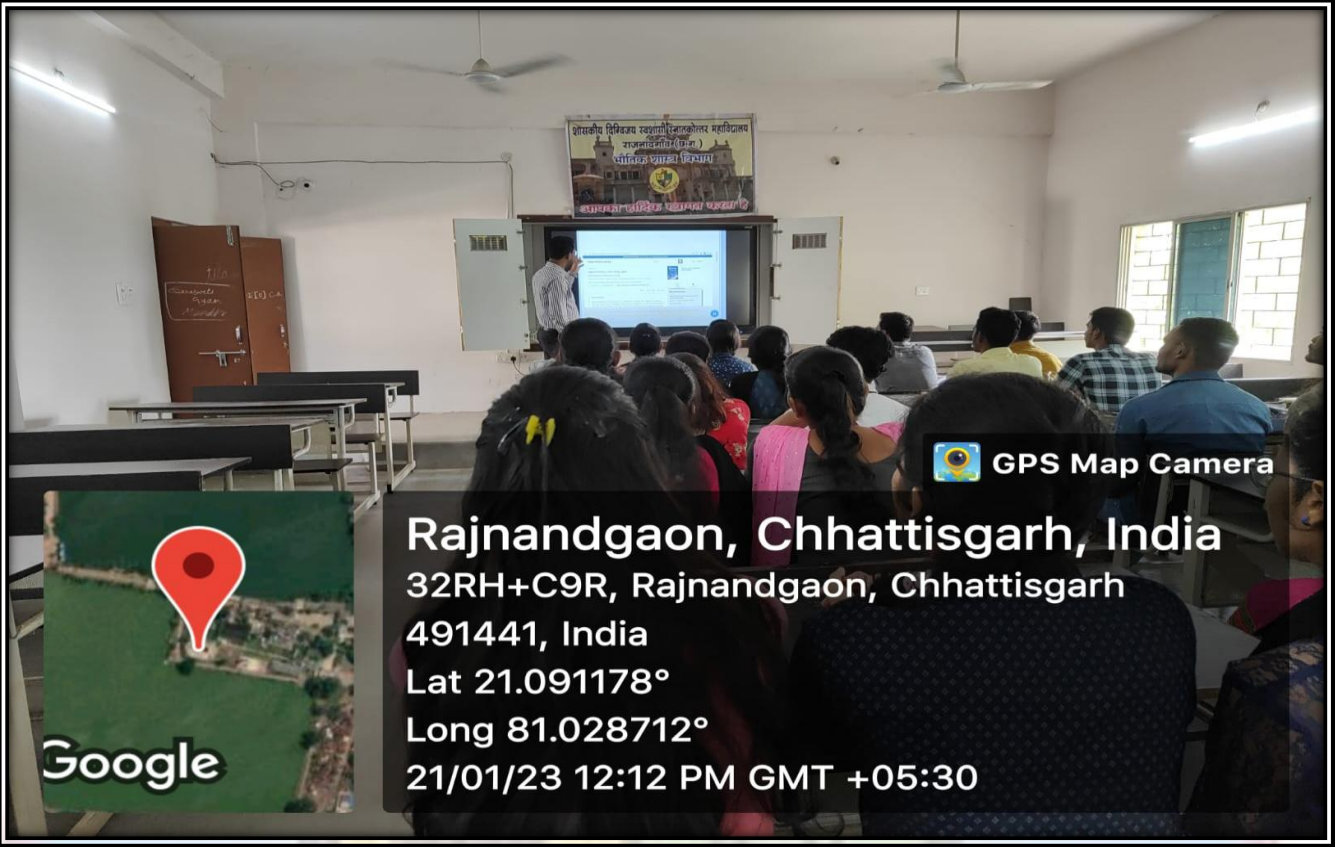 शासकीय दिग्विजय स्वशासी स्नातकोत्तर महाविद्यालय
राजनांदगाँव (छ.ग.)
भौतिक शास्त्र विभाग
आपका हार्दिक स्वागत करता है
GPS Map Camera
Rajnandgaon, Chhattisgarh, India
32RH+C9R, Rajnandgaon, Chhattisgarh
491441, India
Lat 21.091178°
Long 81.028712°
21/01/23 12:12 PM GMT +05:30
Google